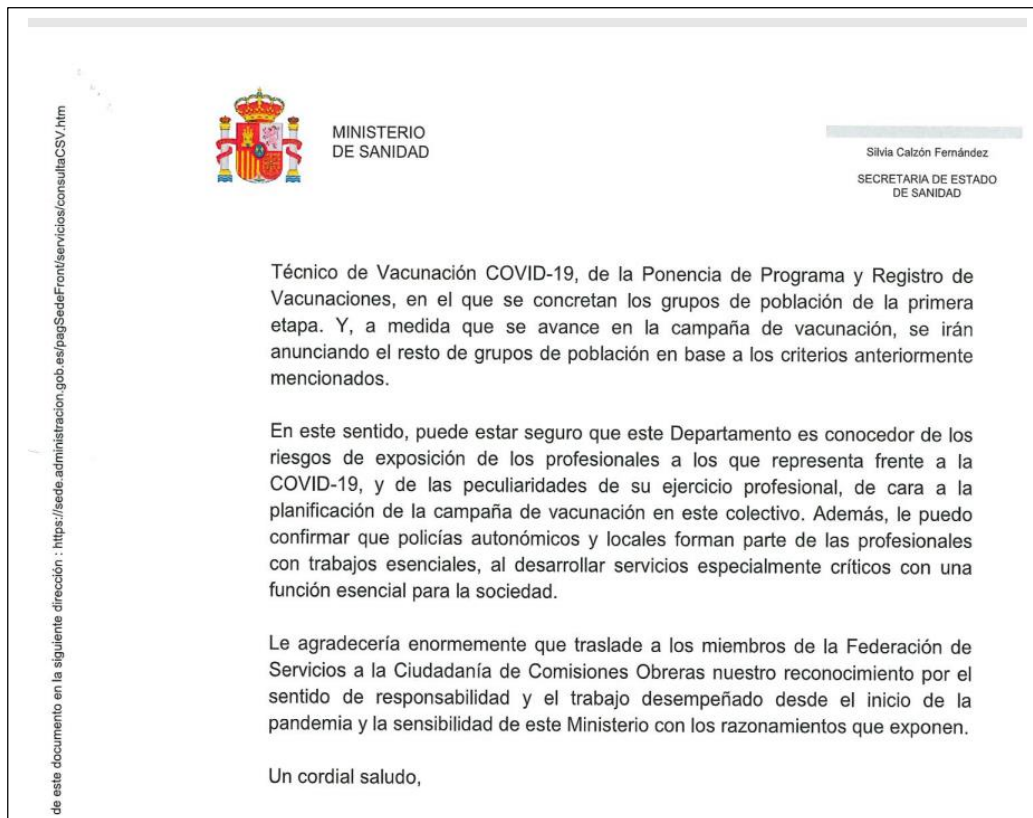 MINISTERIO
DE SANIDAD
Silvia Calzón Fernández
SECRETARIA DE ESTADO
DE SANIDAD
de este documento en la siguiente dirección : https://sede.administracion.gob.es/pagSedeFront/servicios/consultaCSV.htm
Técnico de Vacunación COVID-19, de la Ponencia de Programa y Registro de
Vacunaciones, en el que se concretan los grupos de población de la primera
etapa. Y, a medida que se avance en la campaña de vacunación, se irán
anunciando el resto de grupos de población en base a los criterios anteriormente
mencionados.
En este sentido, puede estar seguro que este Departamento es conocedor de los
riesgos de exposición de los profesionales a los que representa frente a la
COVID-19, y de las peculiaridades de su ejercicio profesional, de cara a la
planificación de la campaña de vacunación en este colectivo. Además, le puedo
confirmar que policías autonómicos y locales forman parte de las profesionales
con trabajos esenciales, al desarrollar servicios especialmente críticos con una
función esencial para la sociedad.
Le agradecería enormemente que traslade a los miembros de la Federación de
Servicios a la Ciudadanía de Comisiones Obreras nuestro reconocimiento por el
sentido de responsabilidad y el trabajo desempeñado desde el inicio de la
pandemia y la sensibilidad de este Ministerio con los razonamientos que exponen.
Un cordial saludo,